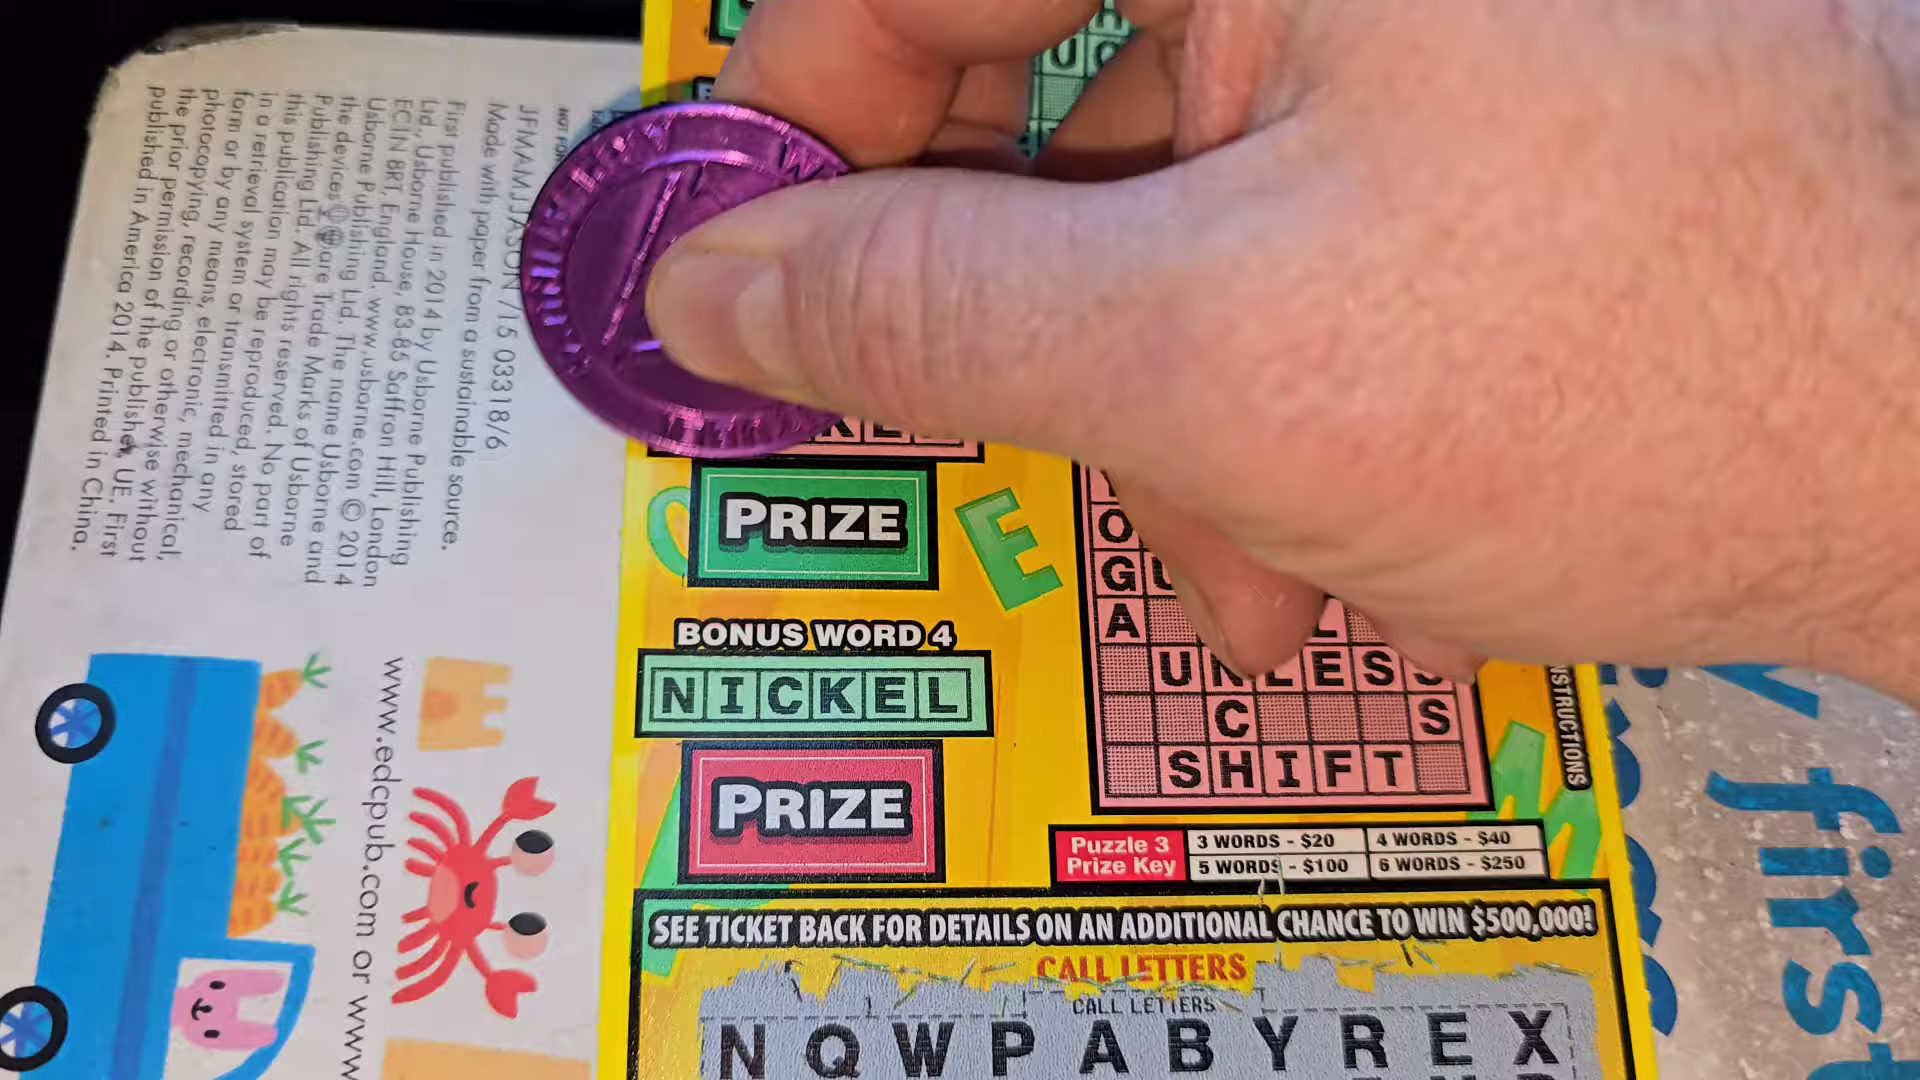 First published in 2014 by Usborne Publishing
Ltd., Usborne House, 83-85 Saffron Hill, London
EC1N 8RT, England. www.usborne.com © 2014
Usborne Publishing Ltd. The name Usborne and
the devices are Trade Marks of Usborne
Publishing Ltd. All rights reserved. No part of
this publication may be reproduced, stored
in a retrieval system or transmitted in any
form or by any means, electronic, mechanical,
photocopying, recording or otherwise without
the prior permission of the publisher, UE. First
published in America 2014. Printed in China.
JFMAMJJASON/15 03318/6
Made with paper from a sustainable source.
www.edcpub.com or www
PRIZE
BONUS WORD 4
NICKEL
PRIZE
E
O
G U
A
UNLESS
C S
SHIFT
INSTRUCTIONS
Puzzle 3
Prize Key
3 WORDS - $20
4 WORDS - $40
5 WORDS - $100
6 WORDS - $250
SEE TICKET BACK FOR DETAILS ON AN ADDITIONAL CHANCE TO WIN $500,000!
CALL LETTERS
CALL LETTERS
N Q W P A B Y R E X
y first